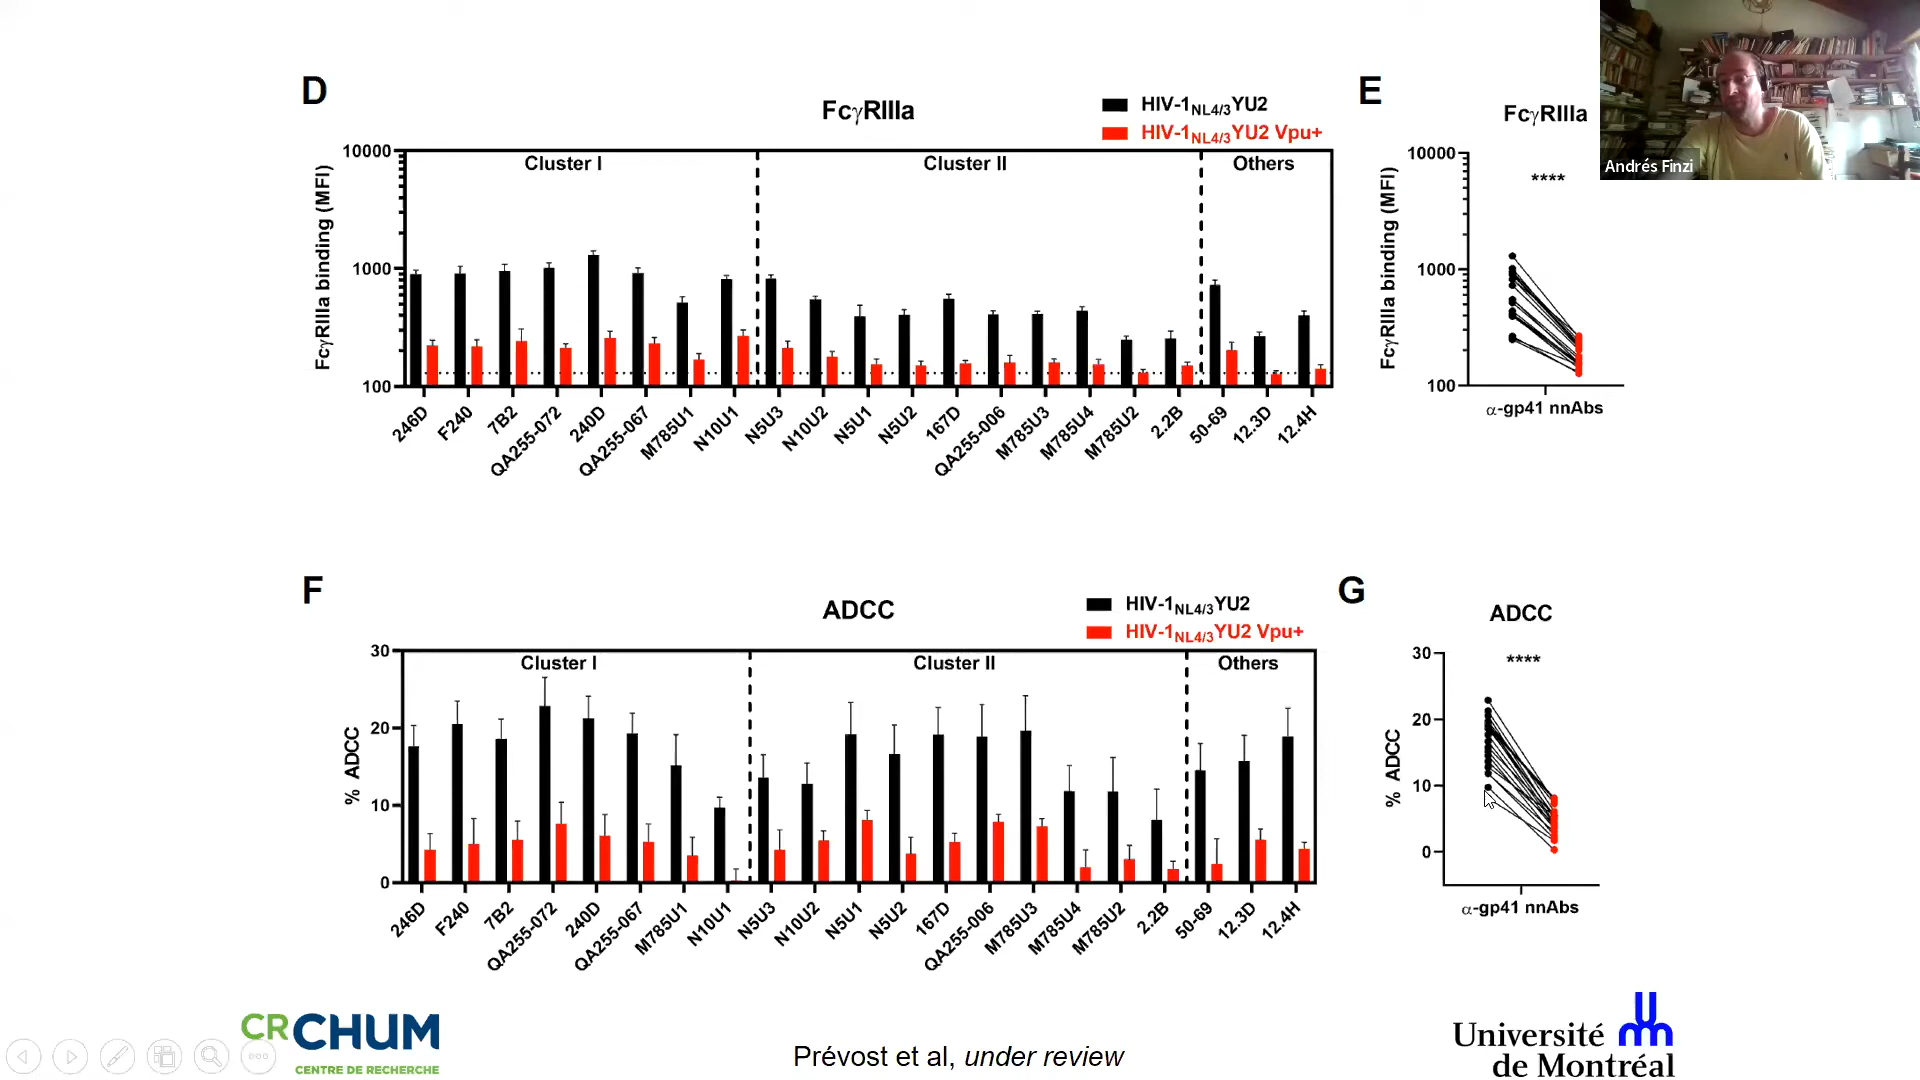 D
FcγRIIIa
HIV-1NL4/3YU2
HIV-1NL4/3YU2 Vpu+
Cluster I
Cluster II
Others
FcγRIIIa binding (MFI)
10000
1000
100
246D
F240
7B2
QA255-072
240D
QA255-067
M785U1
N10U1
N5U3
N10U2
N5U1
N5U2
167D
QA255-006
M785U3
M785U4
M785U2
2.2B
50-69
12.3D
12.4H
E
FcγRIIIa
****
FcγRIIIa binding (MFI)
10000
1000
100
α-gp41 nnAbs
Andrés Finzi
F
ADCC
HIV-1NL4/3YU2
HIV-1NL4/3YU2 Vpu+
Cluster I
Cluster II
Others
% ADCC
30
20
10
0
246D
F240
7B2
QA255-072
240D
QA255-067
M785U1
N10U1
N5U3
N10U2
N5U1
N5U2
167D
QA255-006
M785U3
M785U4
M785U2
2.2B
50-69
12.3D
12.4H
G
ADCC
****
% ADCC
30
20
10
0
α-gp41 nnAbs
CRCHUM
CENTRE DE RECHERCHE
Prévost et al, under review
Université
de Montréal